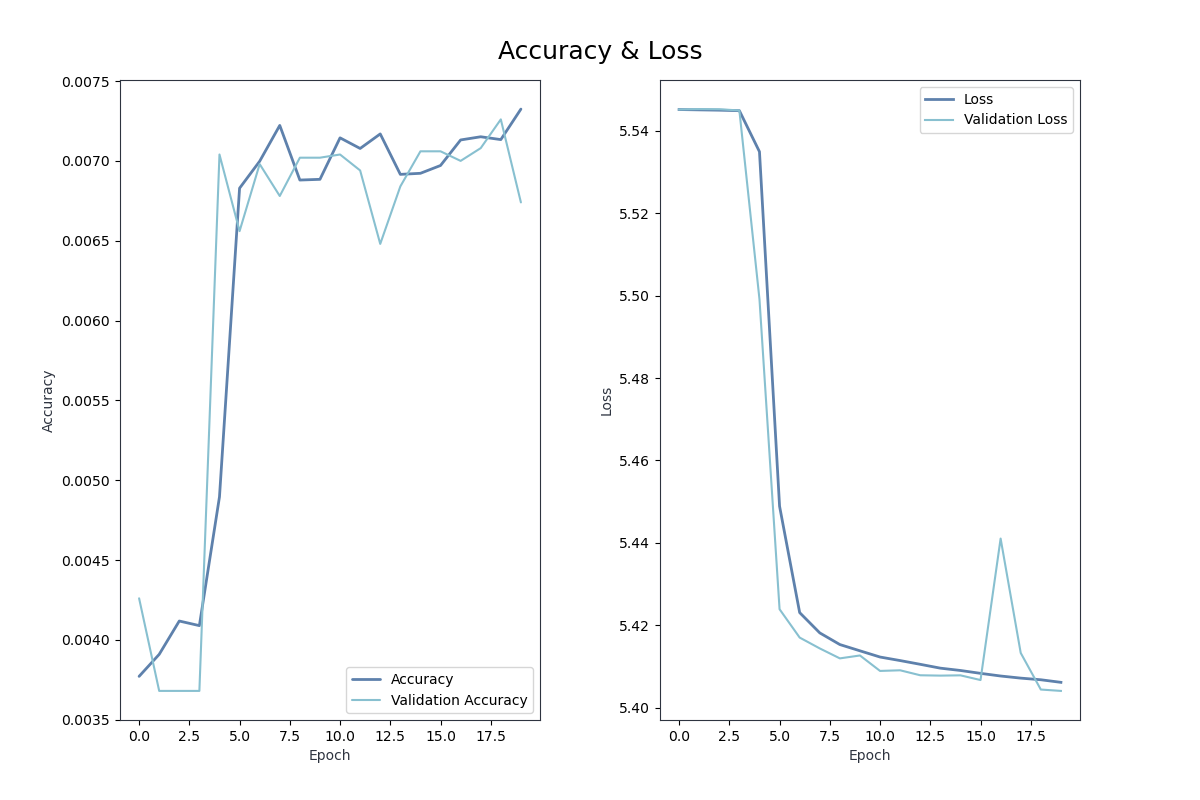 Accuracy & Loss
0.0075
0.0070
0.0065
0.0060
0.0055
0.0050
0.0045
0.0040
0.0035
Accuracy
0.0 2.5 5.0 7.5 10.0 12.5 15.0 17.5
Epoch
Accuracy
Validation Accuracy
5.54
5.52
5.50
5.48
5.46
5.44
5.42
5.40
Loss
0.0 2.5 5.0 7.5 10.0 12.5 15.0 17.5
Epoch
Loss
Validation Loss